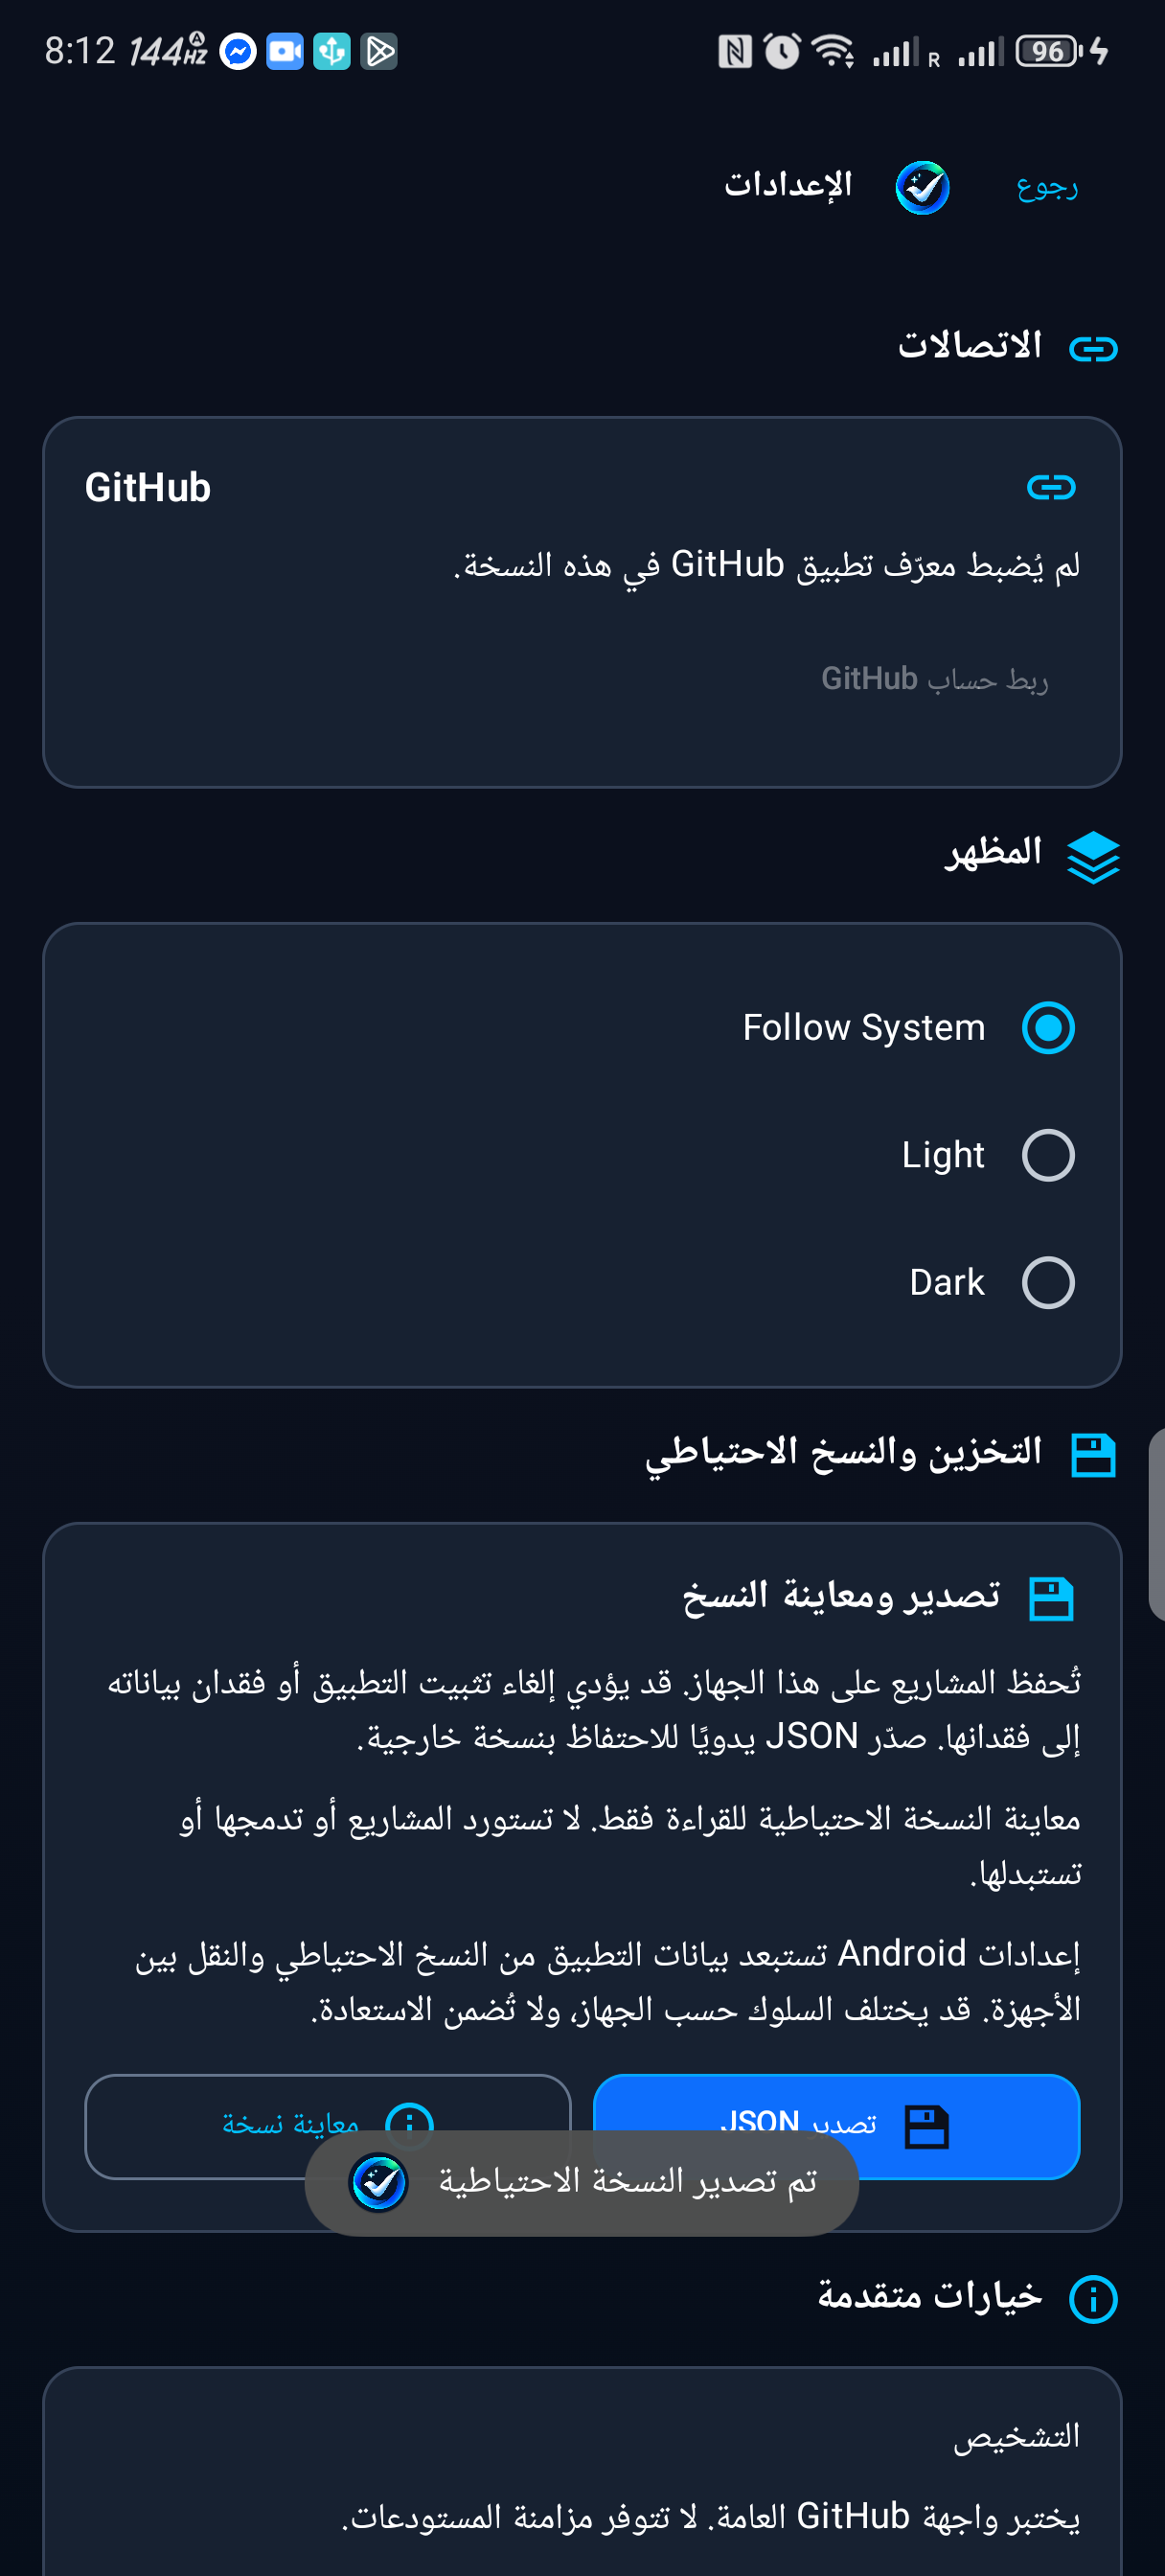 8:12 144HZ A
R 96
رجوع
الإعدادات
الاتصالات
GitHub
لم يُضبط معرّف تطبيق GitHub في هذه النسخة.
ربط حساب GitHub
المظهر
Follow System
Light
Dark
التخزين والنسخ الاحتياطي
تصدير ومعاينة النسخ
تُحفظ المشاريع على هذا الجهاز. قد يؤدي إلغاء تثبيت التطبيق أو فقدان بياناته
إلى فقدانها. صدّر JSON يدويًا للاحتفاظ بنسخة خارجية.
معاينة النسخة الاحتياطية للقراءة فقط. لا تستورد المشاريع أو تدمجها أو
تستبدلها.
إعدادات Android تستبعد بيانات التطبيق من النسخ الاحتياطي والنقل بين
الأجهزة. قد يختلف السلوك حسب الجهاز، ولا تُضمن الاستعادة.
تصدير JSON
معاينة نسخة
تم تصدير النسخة الاحتياطية
خيارات متقدمة
التشخيص
يختبر واجهة GitHub العامة. لا تتوفر مزامنة المستودعات.